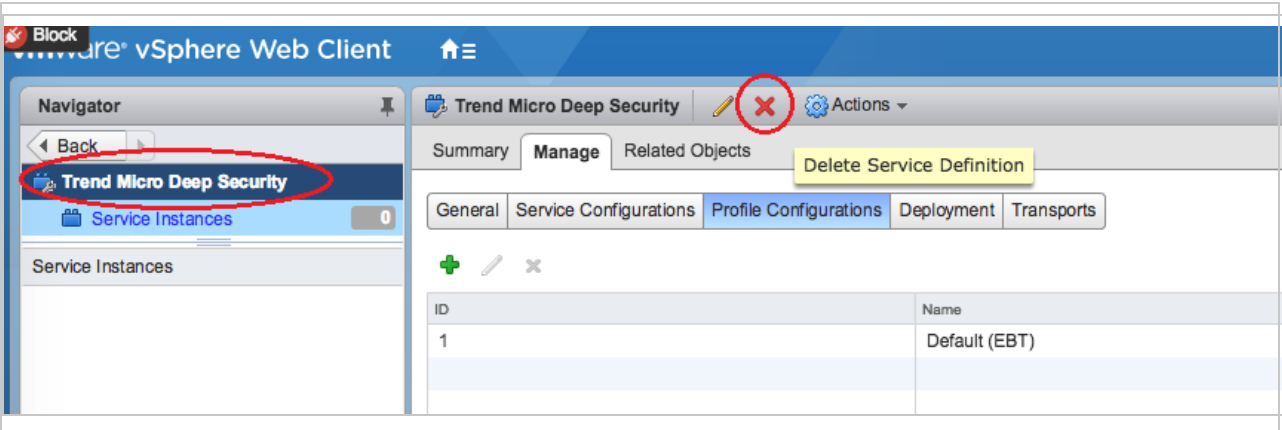 Block
vmware® vSphere Web Client
Navigator
Back
Trend Micro Deep Security
Service Instances 0
Service Instances
Trend Micro Deep Security Actions
Summary Manage Related Objects
Delete Service Definition
General Service Configurations Profile Configurations Deployment Transports
ID Name
1 Default (EBT)